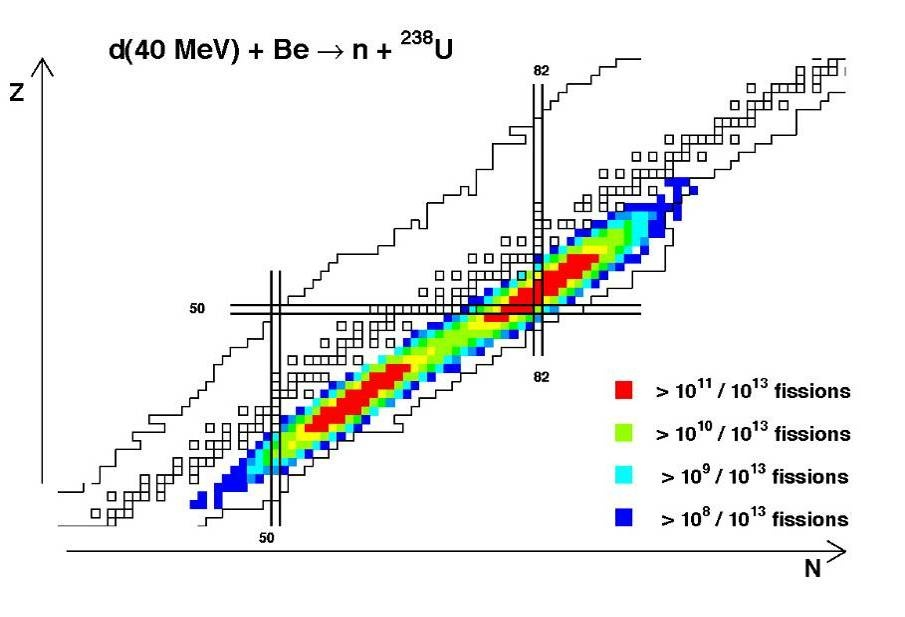 d(40 MeV) + Be → n + ²³⁸U
Z
82
50
82
> 10¹¹ / 10¹³ fissions
> 10¹⁰ / 10¹³ fissions
> 10⁹ / 10¹³ fissions
> 10⁸ / 10¹³ fissions
50
N